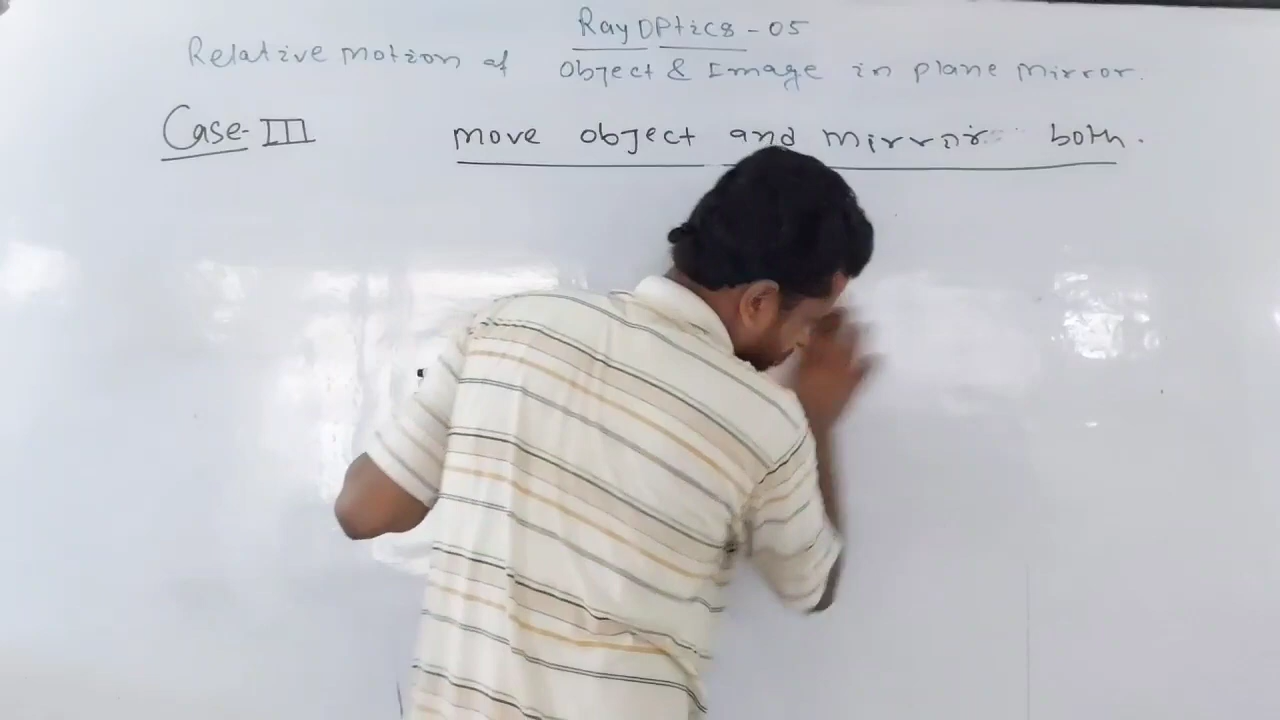 Ray Optics - 05
Relative motion of Object & Image in plane mirror.
Case-III move object and mirror both.